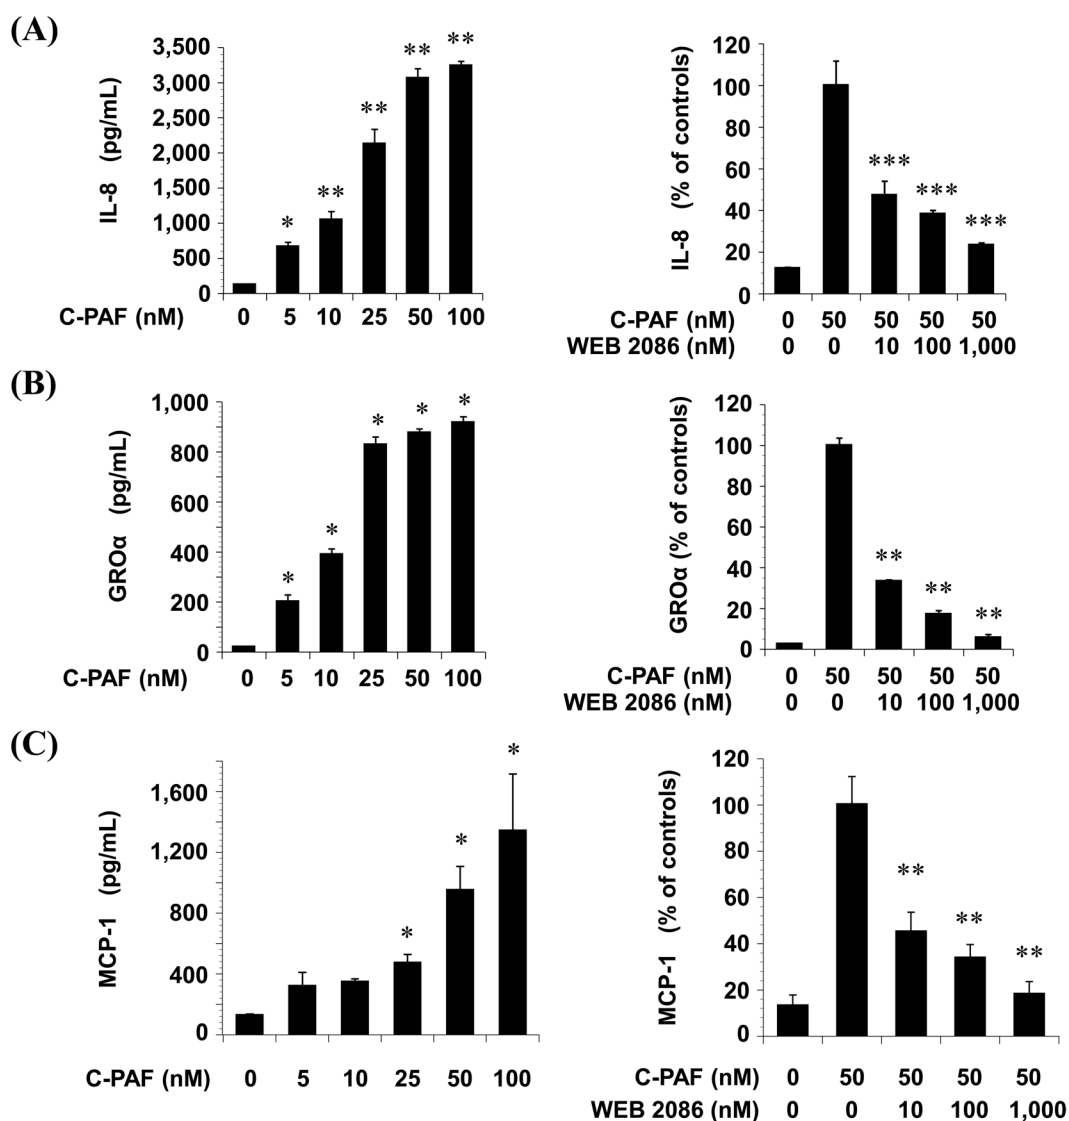 (A)
IL-8 (pg/mL)
3,500
3,000
2,500
2,000
1,500
1,000
500
0
* ** ** ** **
C-PAF (nM) 0 5 10 25 50 100
IL-8 (% of controls)
120
100
80
60
40
20
0
*** *** ***
C-PAF (nM) 0 50 50 50 50
WEB 2086 (nM) 0 0 10 100 1,000
(B)
GROα (pg/mL)
1,000
800
600
400
200
0
* * * * *
C-PAF (nM) 0 5 10 25 50 100
GROα (% of controls)
120
100
80
60
40
20
0
** ** **
C-PAF (nM) 0 50 50 50 50
WEB 2086 (nM) 0 0 10 100 1,000
(C)
MCP-1 (pg/mL)
1,600
1,200
800
400
0
* * *
C-PAF (nM) 0 5 10 25 50 100
MCP-1 (% of controls)
120
100
80
60
40
20
0
** ** **
C-PAF (nM) 0 50 50 50 50
WEB 2086 (nM) 0 0 10 100 1,000